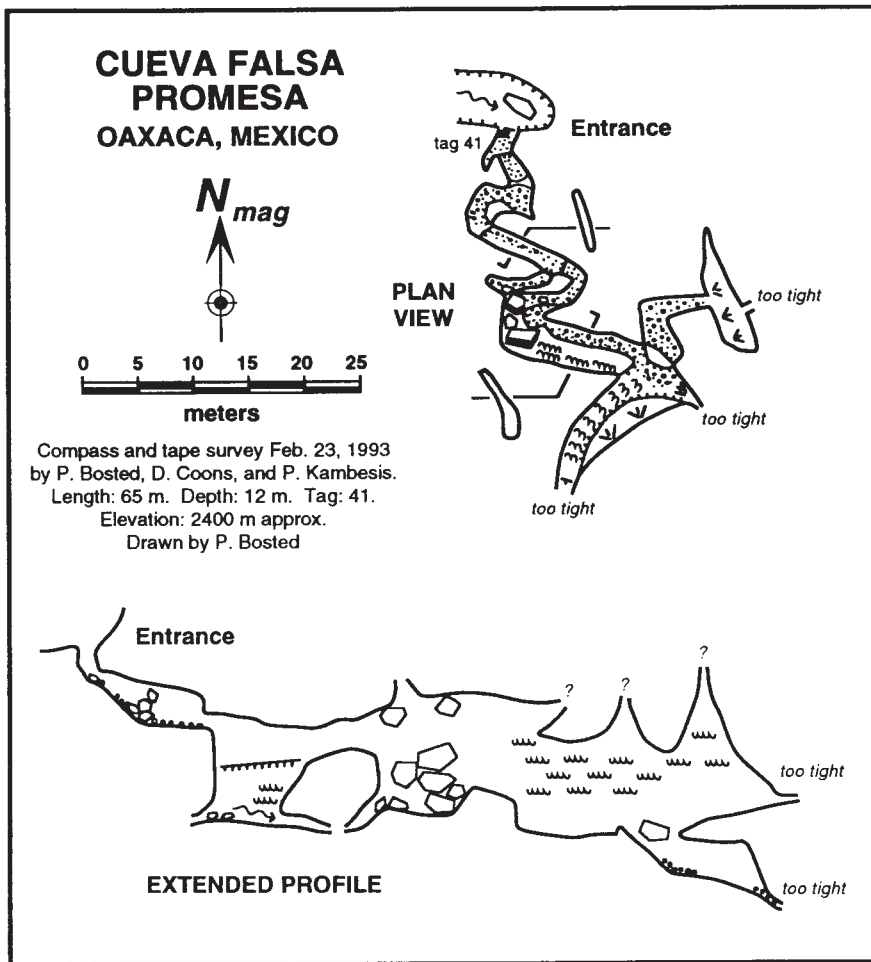 CUEVA FALSA
PROMESA
OAXACA, MEXICO
N mag
0 5 10 15 20 25
meters
Compass and tape survey Feb. 23, 1993
by P. Bosted, D. Coons, and P. Kambesis.
Length: 65 m. Depth: 12 m. Tag: 41.
Elevation: 2400 m approx.
Drawn by P. Bosted
Entrance
tag 41
PLAN
VIEW
too tight
too tight
too tight
Entrance
?
?
?
too tight
too tight
EXTENDED PROFILE